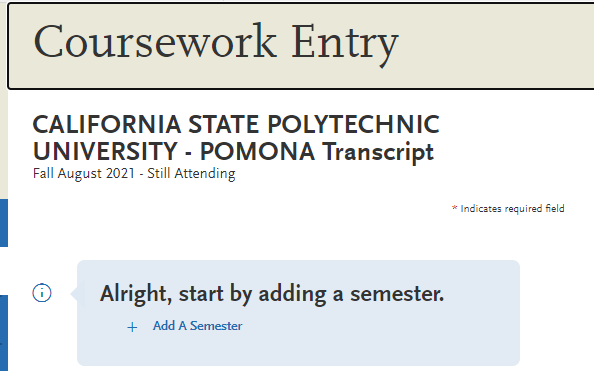 Coursework Entry
CALIFORNIA STATE POLYTECHNIC
UNIVERSITY - POMONA Transcript
Fall August 2021 - Still Attending
* Indicates required field
Alright, start by adding a semester.
+ Add A Semester